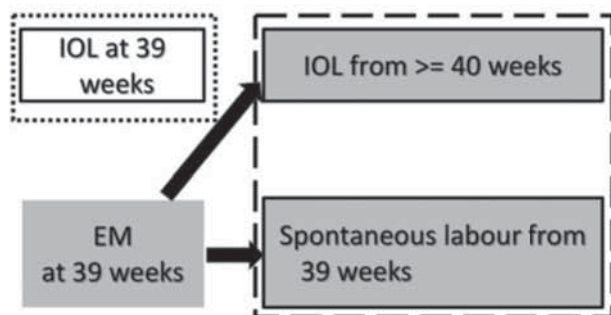 IOL at 39
weeks
IOL from >= 40 weeks
EM
at 39 weeks
Spontaneous labour from
39 weeks